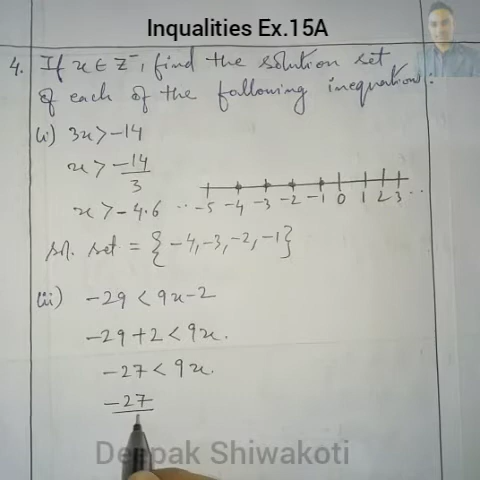 Inqualities Ex.15A
4. If x ∈ Z⁻, find the solution set
of each of the following inequations:
(i) 3x > -14
x > -14/3
x > -4.6 ·· -5 -4 -3 -2 -1 0 1 2 3 ··
sol. set = {-4, -3, -2, -1}
(iii) -29 < 9x - 2
-29 + 2 < 9x.
-27 < 9x.
-27
Deepak Shiwakoti